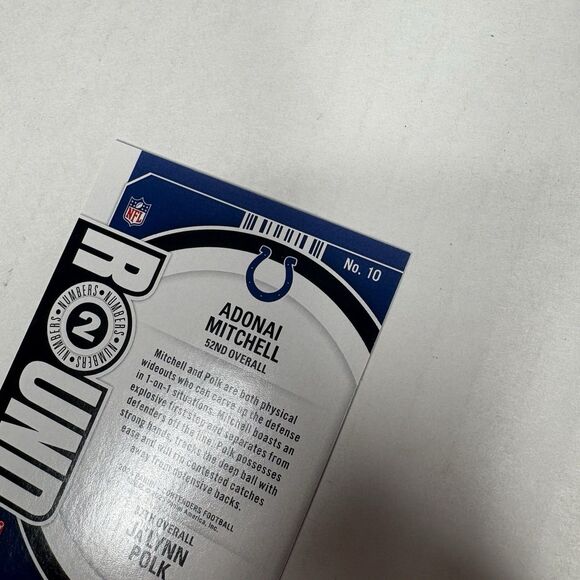 NFL
No. 10
ROUND
2
NUMBERS • NUMBERS • NUMBERS • NUMBERS
ADONAI
MITCHELL
52ND OVERALL
Mitchell and Polk are both physical
wideouts who can carve up the defense
in 1-on-1 situations. Mitchell boasts an
explosive first step and separates from
defenders off the line. Polk possesses
strong hands, tracks the deep ball with
ease and will rip contested catches
away from defensive backs.
CONTENDERS FOOTBALL
America, Inc.
OVERALL
JA'LYNN
POLK